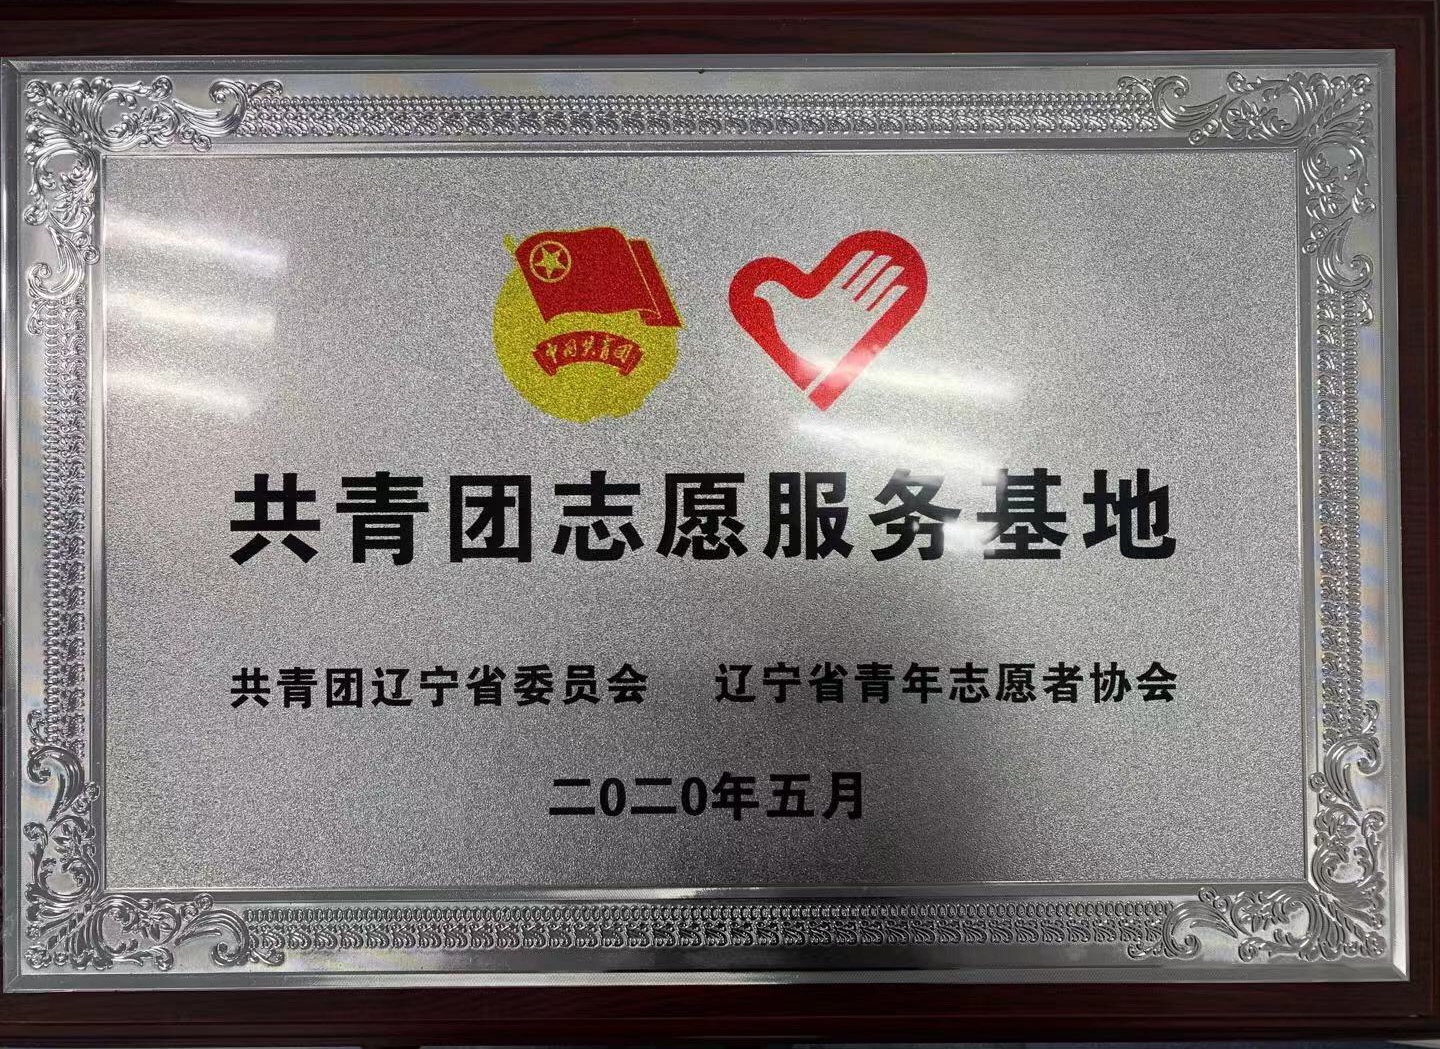 中国共青团
共青团志愿服务基地
共青团辽宁省委员会 辽宁省青年志愿者协会
二0二0年五月